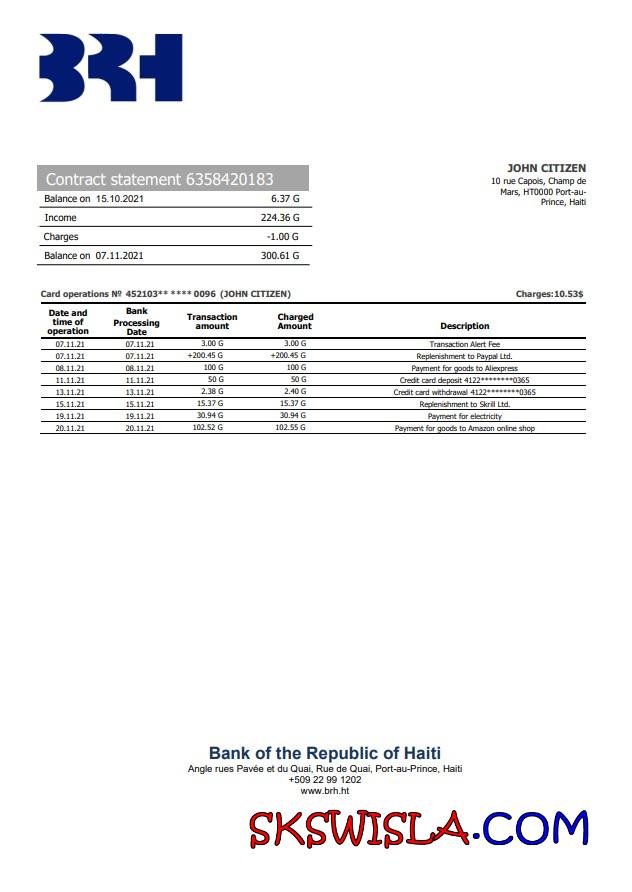 BRH
JOHN CITIZEN
10 rue Capois, Champ de
Mars, HT0000 Port-au-
Prince, Haiti
Contract statement 6358420183
Balance on 15.10.2021 6.37 G
Income 224.36 G
Charges -1.00 G
Balance on 07.11.2021 300.61 G
Card operations № 452103** **** 0096 (JOHN CITIZEN) Charges:10.53$
Date and time of operation Bank Processing Date Transaction amount Charged Amount Description
07.11.21 07.11.21 3.00 G 3.00 G Transaction Alert Fee
07.11.21 07.11.21 +200.45 G +200.45 G Replenishment to Paypal Ltd.
08.11.21 08.11.21 100 G 100 G Payment for goods to Aliexpress
11.11.21 11.11.21 50 G 50 G Credit card deposit 4122********0365
13.11.21 13.11.21 2.38 G 2.40 G Credit card withdrawal 4122********0365
15.11.21 15.11.21 15.37 G 15.37 G Replenishment to Skrill Ltd.
19.11.21 19.11.21 30.94 G 30.94 G Payment for electricity
20.11.21 20.11.21 102.52 G 102.55 G Payment for goods to Amazon online shop
Bank of the Republic of Haiti
Angle rues Pavée et du Quai, Rue de Quai, Port-au-Prince, Haiti
+509 22 99 1202
www.brh.ht
SKSWISLA.COM